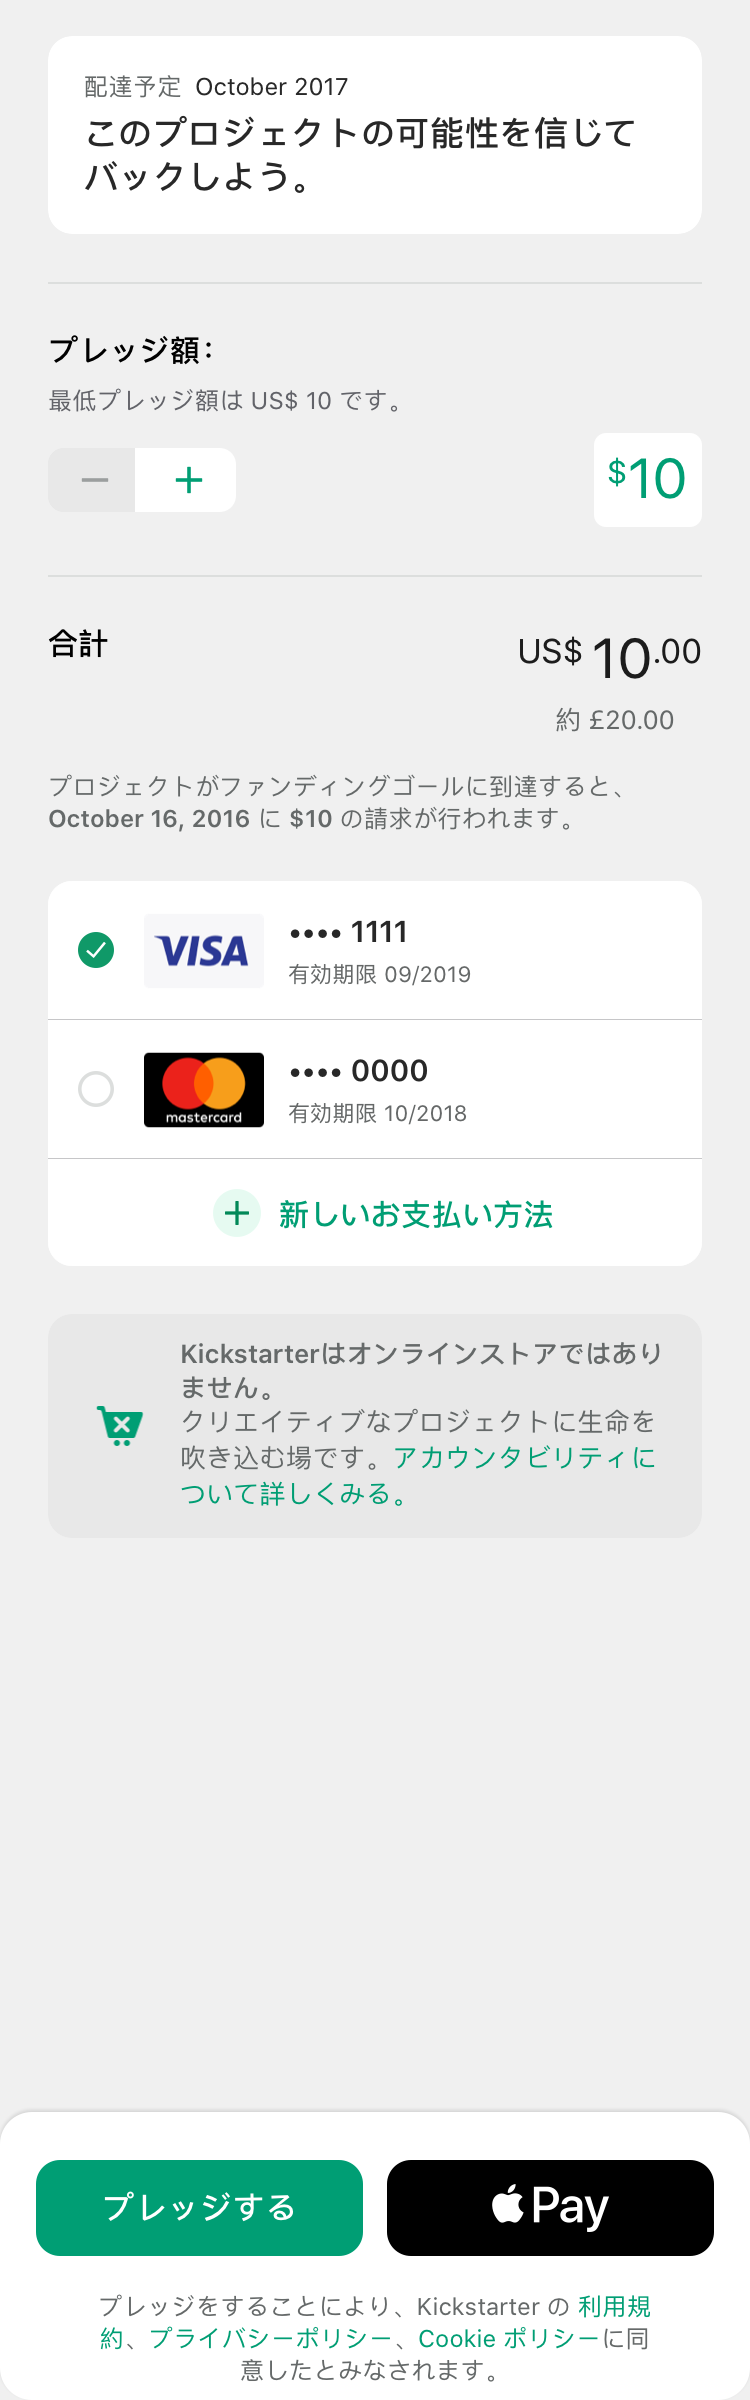 配達予定 October 2017
このプロジェクトの可能性を信じて
バックしよう。
プレッジ額：
最低プレッジ額は US$ 10 です。
− +
$10
合計
US$ 10.00
約 £20.00
プロジェクトがファンディングゴールに到達すると、
October 16, 2016 に $10 の請求が行われます。
VISA
•••• 1111
有効期限 09/2019
mastercard
•••• 0000
有効期限 10/2018
+ 新しいお支払い方法
Kickstarterはオンラインストアではあり
ません。
クリエイティブなプロジェクトに生命を
吹き込む場です。アカウンタビリティに
ついて詳しくみる。
プレッジする
Pay
プレッジをすることにより、Kickstarter の 利用規
約、プライバシーポリシー、Cookie ポリシーに同
意したとみなされます。